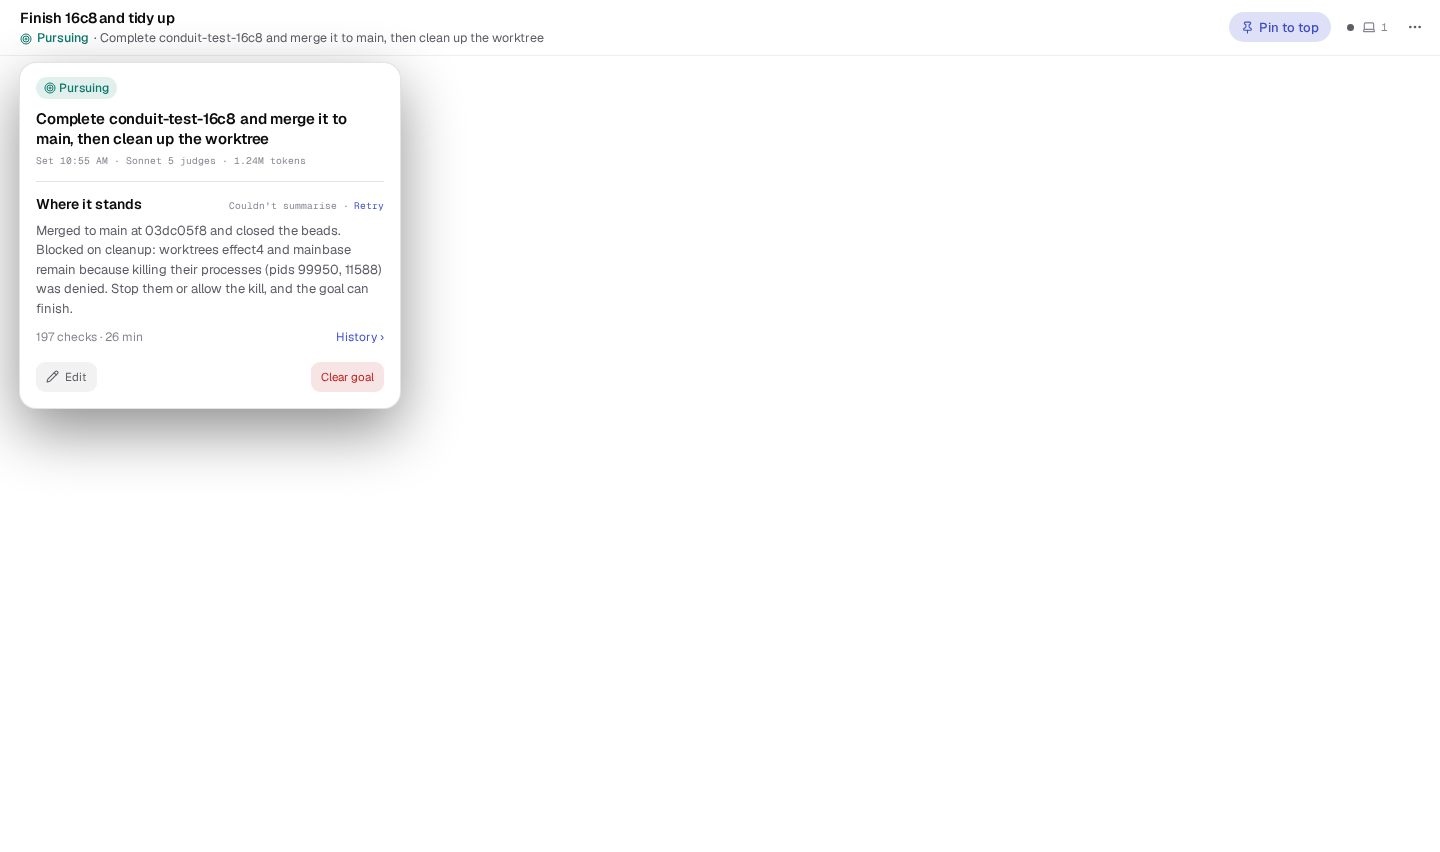 Finish 16c8 and tidy up
Pursuing · Complete conduit-test-16c8 and merge it to main, then clean up the worktree
Pin to top
1
Pursuing
Complete conduit-test-16c8 and merge it to
main, then clean up the worktree
Set 10:55 AM · Sonnet 5 judges · 1.24M tokens
Where it stands
Couldn't summarise · Retry
Merged to main at 03dc05f8 and closed the beads.
Blocked on cleanup: worktrees effect4 and mainbase
remain because killing their processes (pids 99950, 11588)
was denied. Stop them or allow the kill, and the goal can
finish.
197 checks · 26 min
History ›
Edit
Clear goal